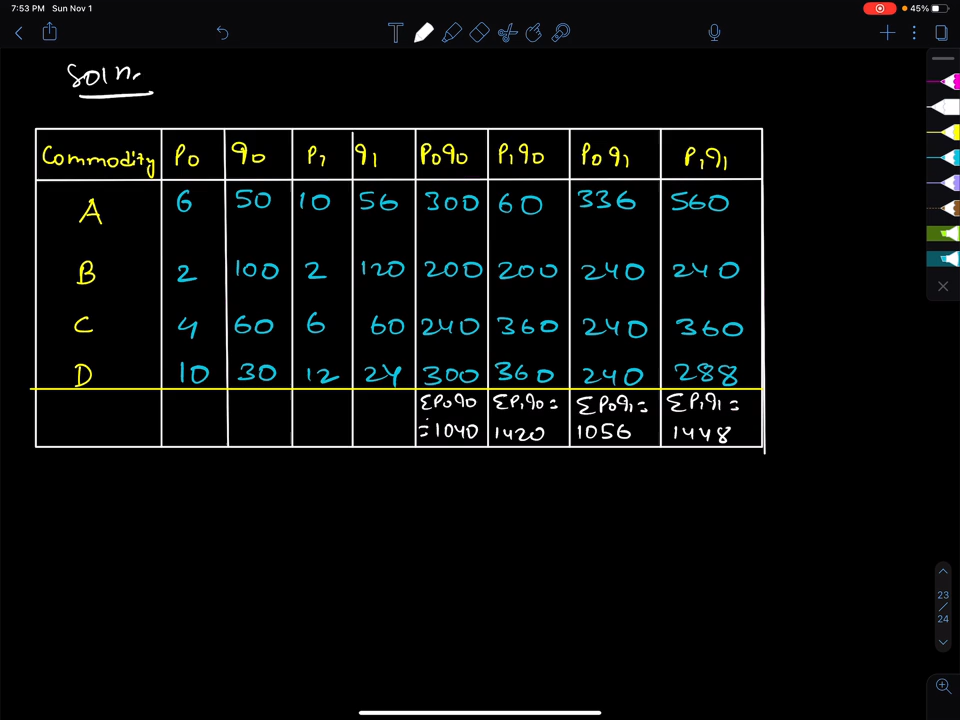 7:53 PM Sun Nov 1
45%
Soln.
Commodity P0 q0 P1 q1 P0q0 P1q0 P0q1 P1q1
A 6 50 10 56 300 60 336 560
B 2 100 2 120 200 200 240 240
C 4 60 6 60 240 360 240 360
D 10 30 12 24 300 360 240 288
ΣP0q0 = 1040 ΣP1q0 = 1420 ΣP0q1 = 1056 ΣP1q1 = 1448
23
/
24